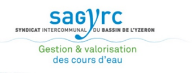 sagyrc
SYNDICAT INTERCOMMUNAL DU BASSIN DE L'YZERON
Gestion & valorisation
des cours d'eau